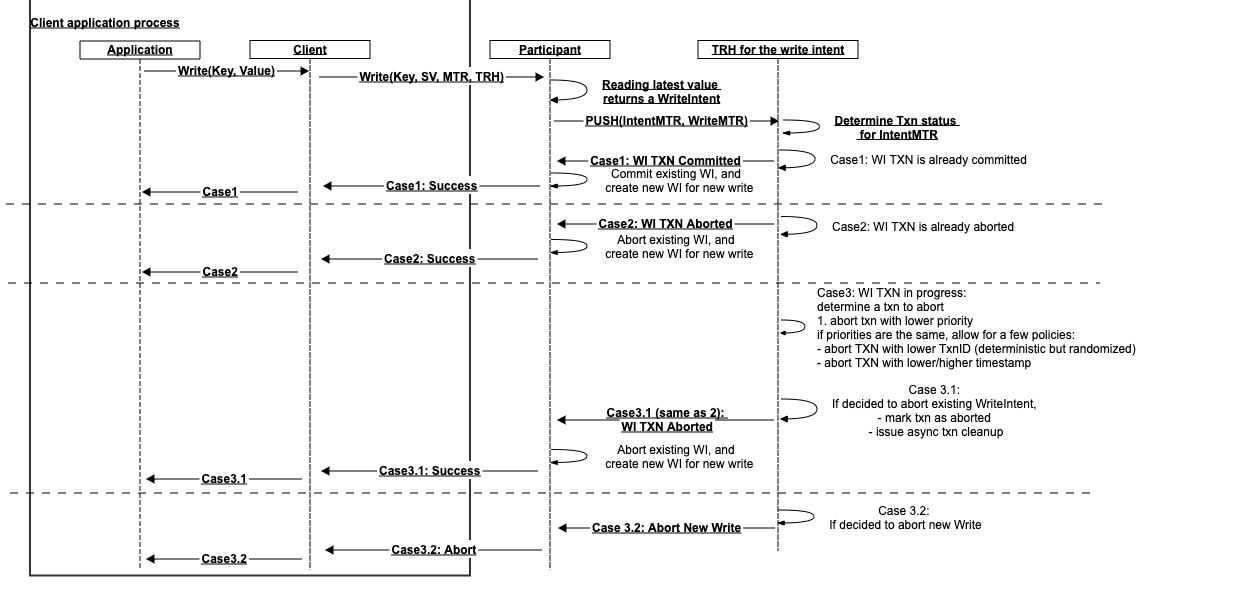 Client application process
Application
Client
Participant
TRH for the write intent
Write(Key, Value)
Write(Key, SV, MTR, TRH)
Reading latest value
returns a WriteIntent
PUSH(IntentMTR, WriteMTR)
Determine Txn status
for IntentMTR
Case1: WI TXN Committed
Case1: WI TXN is already committed
Commit existing WI, and
create new WI for new write
Case1: Success
Case1
Case2: WI TXN Aborted
Case2: WI TXN is already aborted
Abort existing WI, and
create new WI for new write
Case2: Success
Case2
Case3: WI TXN in progress:
determine a txn to abort
1. abort txn with lower priority
if priorities are the same, allow for a few policies:
- abort TXN with lower TxnID (deterministic but randomized)
- abort TXN with lower/higher timestamp
Case 3.1:
If decided to abort existing WriteIntent,
- mark txn as aborted
- issue async txn cleanup
Case3.1 (same as 2):
WI TXN Aborted
Abort existing WI, and
create new WI for new write
Case3.1: Success
Case3.1
Case 3.2:
If decided to abort new Write
Case 3.2: Abort New Write
Case3.2: Abort
Case3.2